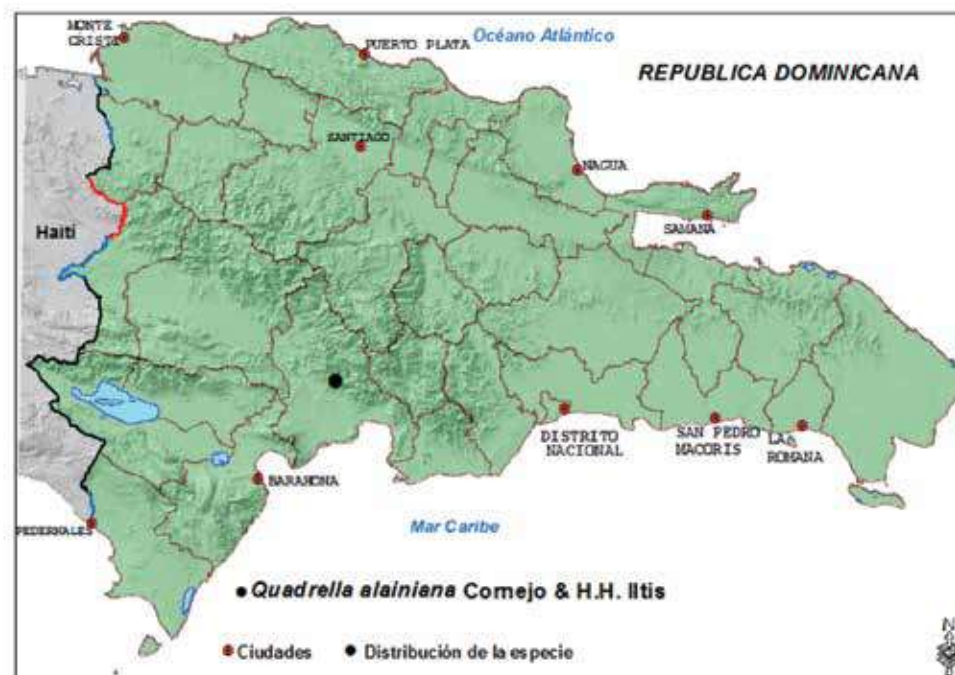 MONTE
CRISTI
PUERTO PLATA
Océano Atlántico
REPUBLICA DOMINICANA
SANTIAGO
NAGUA
SAMANA
Haití
DISTRITO
NACIONAL
SAN PEDRO
MACORIS
LA
ROMANA
BARAHONA
PEDERNALES
Mar Caribe
Quadrella alainiana Cornejo & H.H. Iltis
Ciudades
Distribución de la especie
N